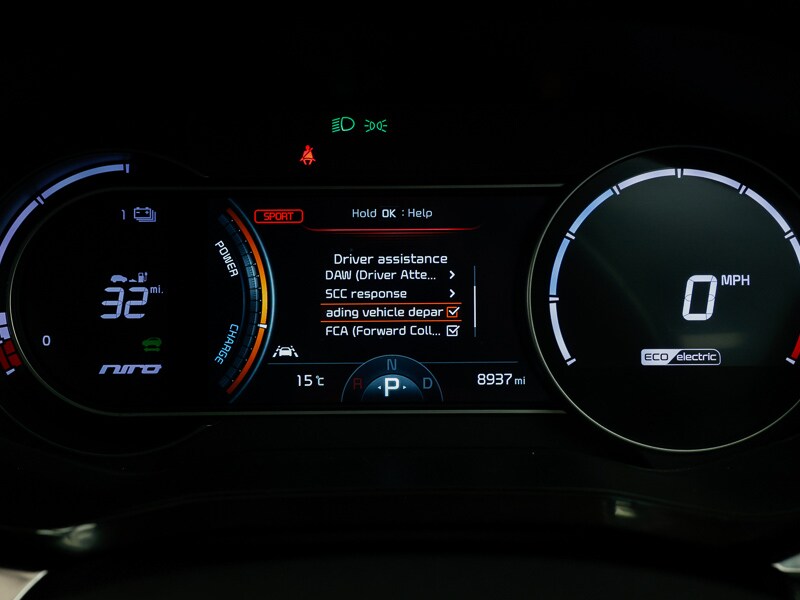 1
32 mi.
0
NIRO
POWER
CHARGE
SPORT
Hold OK : Help
Driver assistance
DAW (Driver Atte...
SCC response
ading vehicle depar
FCA (Forward Coll...
15°C
R N P D
8937 mi
0 MPH
ECO electric